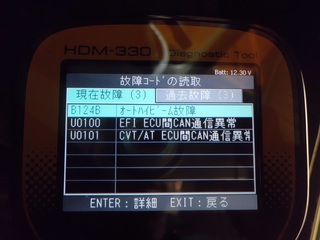 HDM-330 Diagnostic Tool
Batt: 12.30V
故障コードの読取
現在故障 (3) 過去故障 (3)
B124B オートハイビーム故障
U0100 EFI ECU間CAN通信異常
U0101 CVT/AT ECU間CAN通信異常
ENTER:詳細 EXIT:戻る